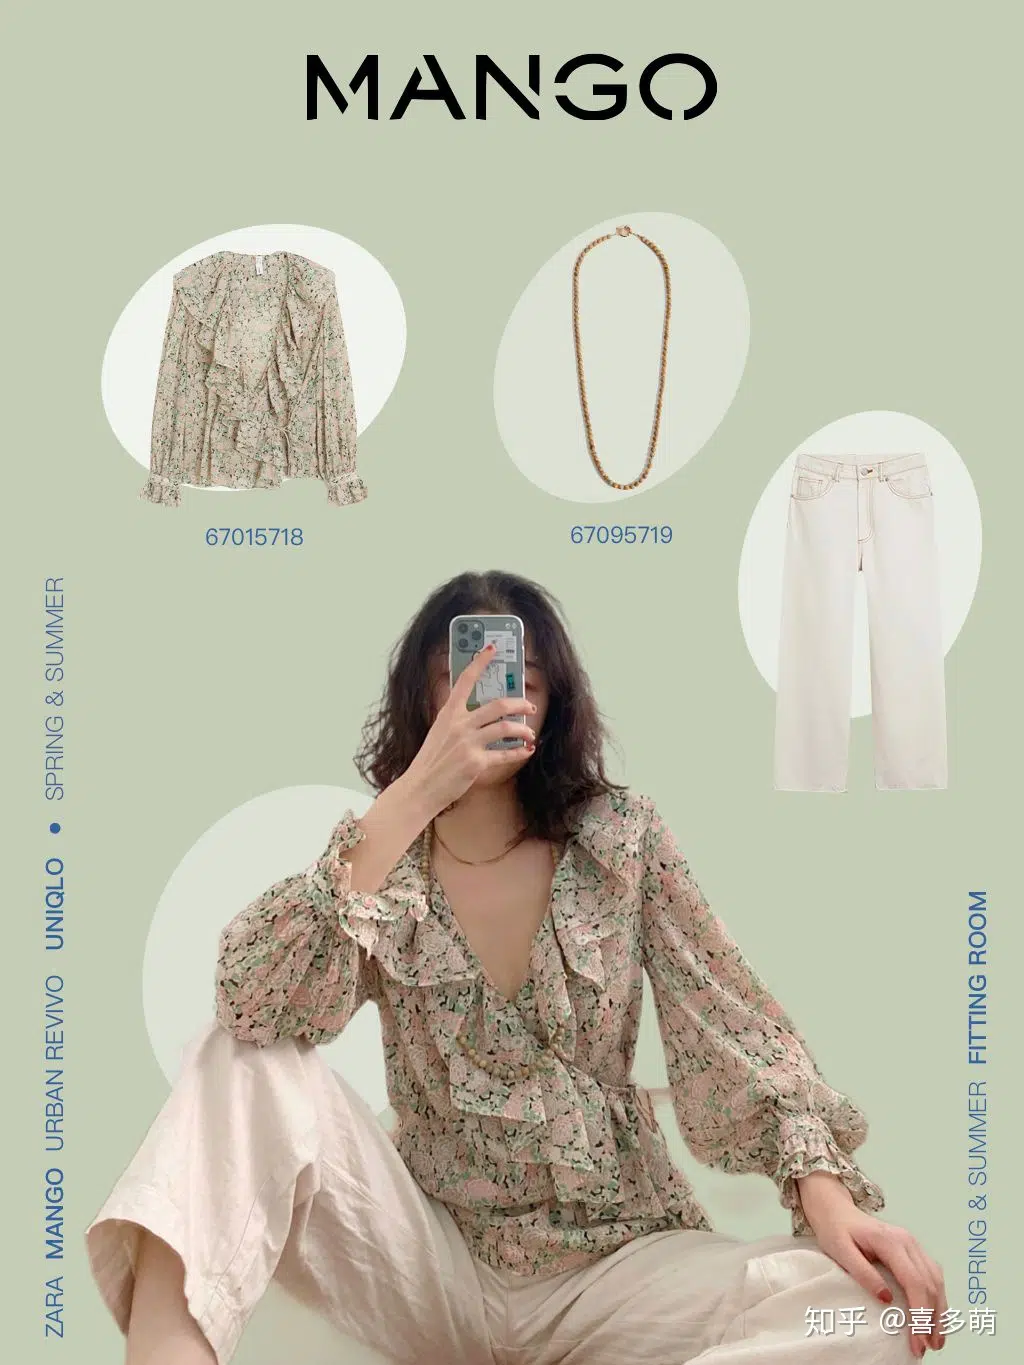 MANGO
67015718
67095719
ZARA MANGO URBAN REVIVO UNIQLO • SPRING & SUMMER
SPRING & SUMMER FITTING ROOM
知乎 @喜多萌